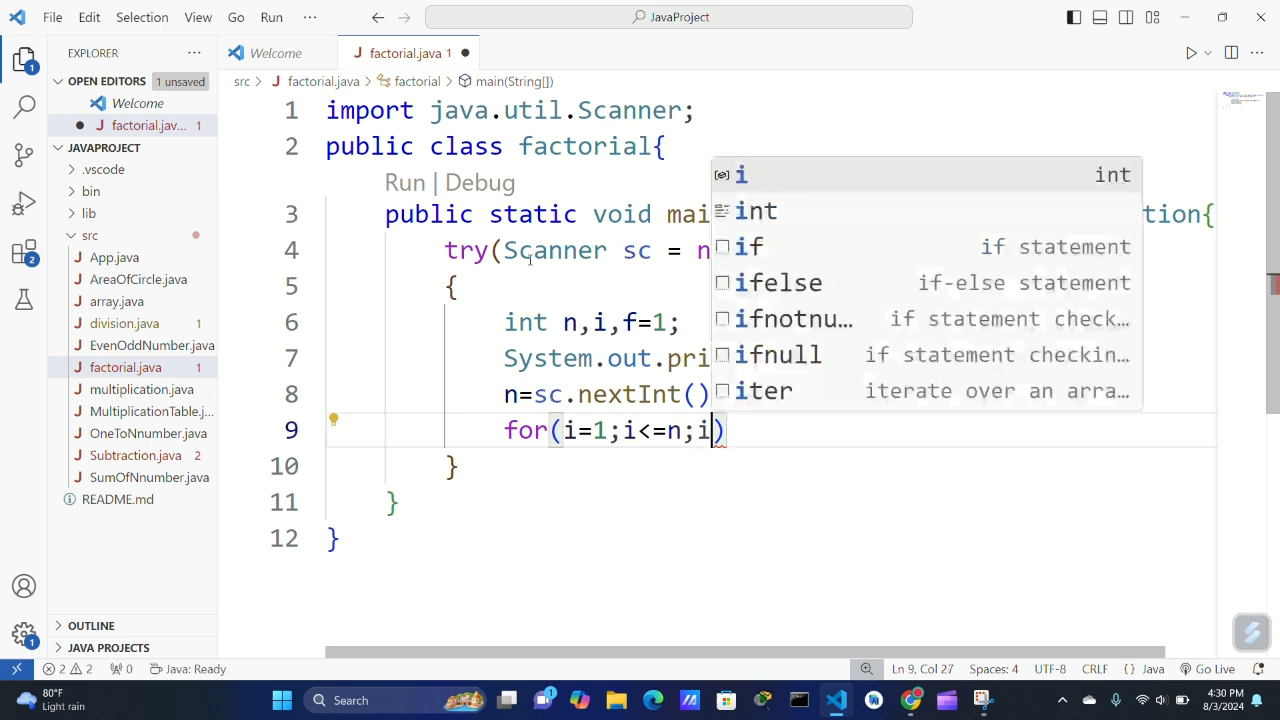 File Edit Selection View Go Run ··· JavaProject
EXPLORER ···
Welcome
factorial.java 1
OPEN EDITORS 1 unsaved
Welcome
factorial.jav... 1
JAVAPROJECT
.vscode
bin
lib
src
App.java
AreaOfCircle.java
array.java
division.java 1
EvenOddNumber.java
factorial.java 1
multiplication.java
MultiplicationTable.j...
OneToNnumber.java
Subtraction.java 2
SumOfNnumber.java
README.md
OUTLINE
JAVA PROJECTS
src > factorial.java > factorial > main(String[])
1 import java.util.Scanner;
2 public class factorial{
Run | Debug
3 public static void mai tion{
4 try(Scanner sc = n
5 {
6 int n,i,f=1;
7 System.out.pri
8 n=sc.nextInt()
9 for(i=1;i<=n;i)
10 }
11 }
12 }
i int
int
if if statement
ifelse if-else statement
ifnotnu... if statement check...
ifnull if statement checkin...
iter iterate over an arra...
1
2
1
2 2 0 Java: Ready Ln 9, Col 27 Spaces: 4 UTF-8 CRLF {} Java Go Live
80°F
Light rain
Search
1
4:30 PM
8/3/2024